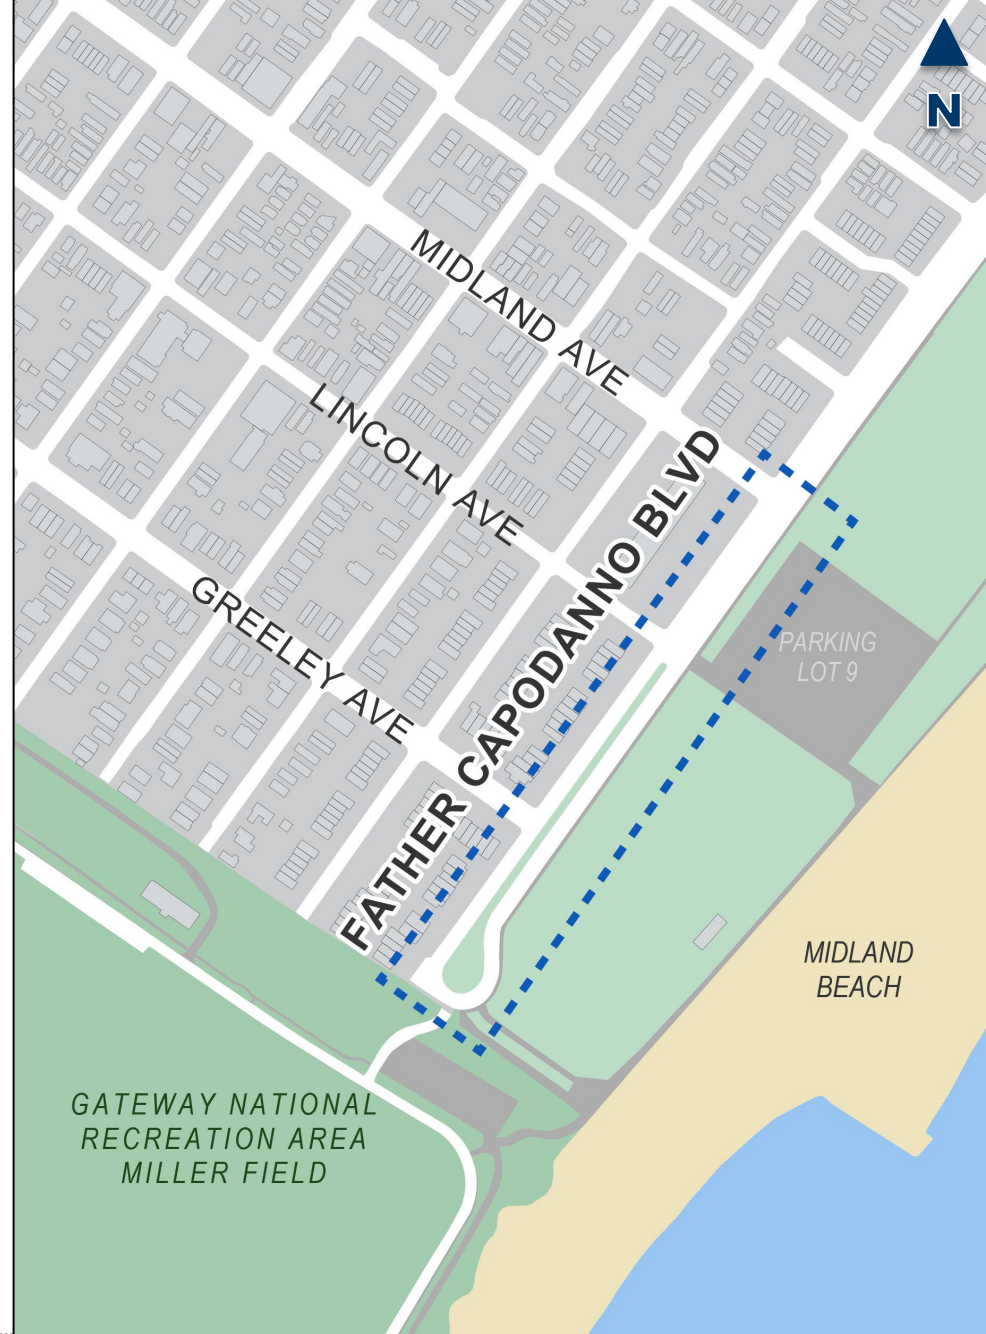 N
MIDLAND AVE
LINCOLN AVE
FATHER CAPODANNO BLVD
GREELEY AVE
PARKING
LOT 9
MIDLAND
BEACH
GATEWAY NATIONAL
RECREATION AREA
MILLER FIELD